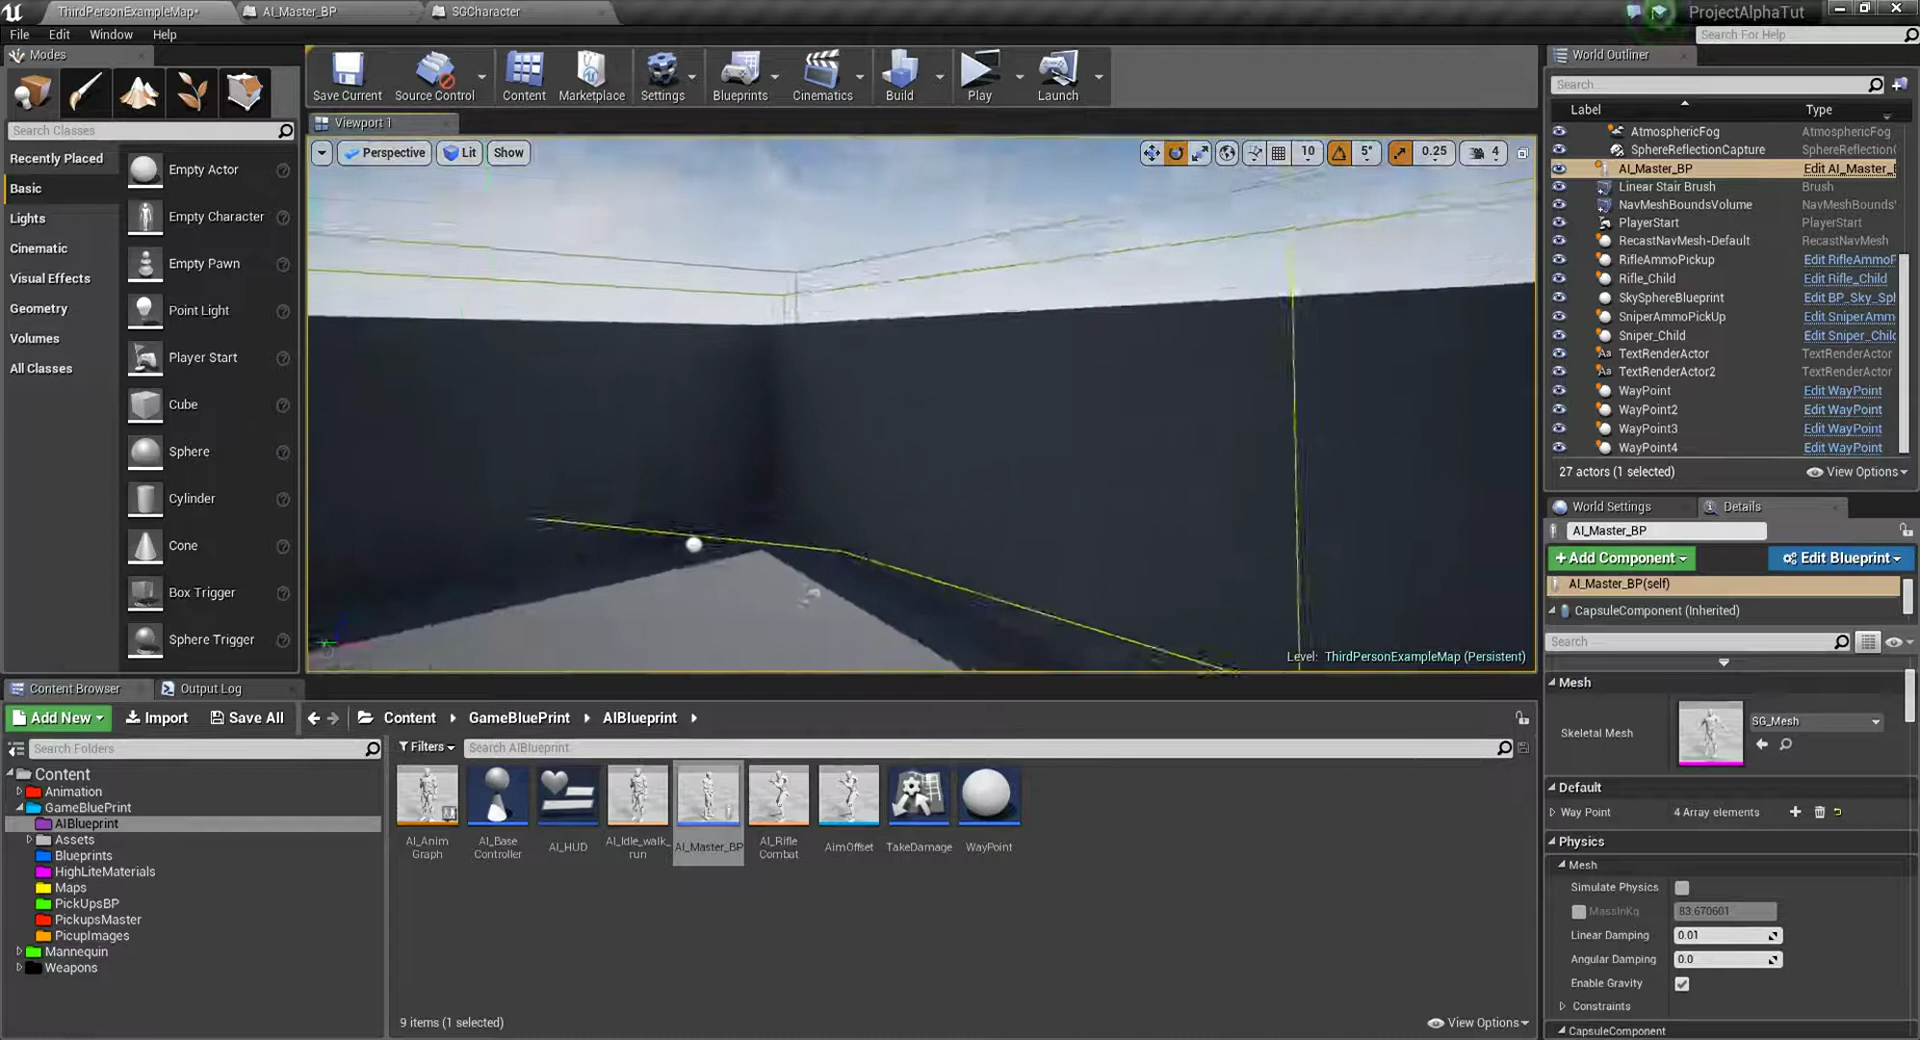 ThirdPersonExampleMap*
AI_Master_BP
SGCharacter
ProjectAlphaTut
File
Edit
Window
Help
Search For Help
Modes
Search Classes
Recently Placed
Basic
Lights
Cinematic
Visual Effects
Geometry
Volumes
All Classes
Empty Actor
Empty Character
Empty Pawn
Point Light
Player Start
Cube
Sphere
Cylinder
Cone
Box Trigger
Sphere Trigger
Save Current
Source Control
Content
Marketplace
Settings
Blueprints
Cinematics
Build
Play
Launch
Viewport 1
Perspective
Lit
Show
10
5°
0.25
4
Level: ThirdPersonExampleMap (Persistent)
World Outliner
Search...
Label
Type
AtmosphericFog AtmosphericFog
SphereReflectionCapture SphereReflection
AI_Master_BP Edit AI_Master_
Linear Stair Brush Brush
NavMeshBoundsVolume NavMeshBounds
PlayerStart PlayerStart
RecastNavMesh-Default RecastNavMesh
RifleAmmoPickup Edit RifleAmmoP
Rifle_Child Edit Rifle_Child
SkySphereBlueprint Edit BP_Sky_Sp
SniperAmmoPickUp Edit SniperAmm
Sniper_Child Edit Sniper_Chil
TextRenderActor TextRenderActor
TextRenderActor2 TextRenderActor
WayPoint Edit WayPoint
WayPoint2 Edit WayPoint
WayPoint3 Edit WayPoint
WayPoint4 Edit WayPoint
27 actors (1 selected)
View Options
World Settings
Details
AI_Master_BP
+Add Component
Edit Blueprint
AI_Master_BP(self)
CapsuleComponent (Inherited)
Search
Mesh
Skeletal Mesh
SG_Mesh
Default
Way Point 4 Array elements
Physics
Mesh
Simulate Physics
MassInKg 83.670601
Linear Damping 0.01
Angular Damping 0.0
Enable Gravity
Constraints
CapsuleComponent
Content Browser
Output Log
Add New
Import
Save All
Content
GameBluePrint
AIBlueprint
Search Folders
Filters
Search AIBlueprint
Content
Animation
GameBluePrint
AIBlueprint
Assets
Blueprints
HighLiteMaterials
Maps
PickUpsBP
PickupsMaster
PicupImages
Mannequin
Weapons
AI_Anim
Graph
AI_Base
Controller
AI_HUD
AI_Idle_walk_
run
AI_Master_BP
AI_Rifle
Combat
AimOffset
TakeDamage
WayPoint
9 items (1 selected)
View Options